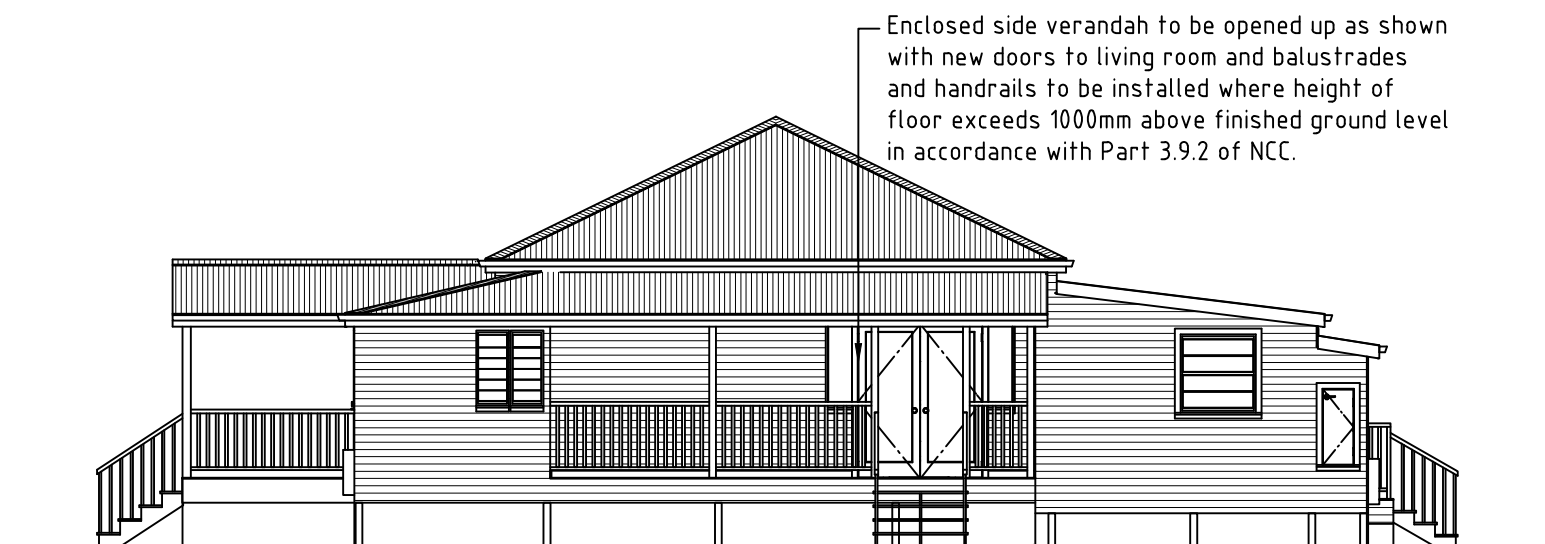 Enclosed side verandah to be opened up as shown
with new doors to living room and balustrades
and handrails to be installed where height of
floor exceeds 1000mm above finished ground level
in accordance with Part 3.9.2 of NCC.